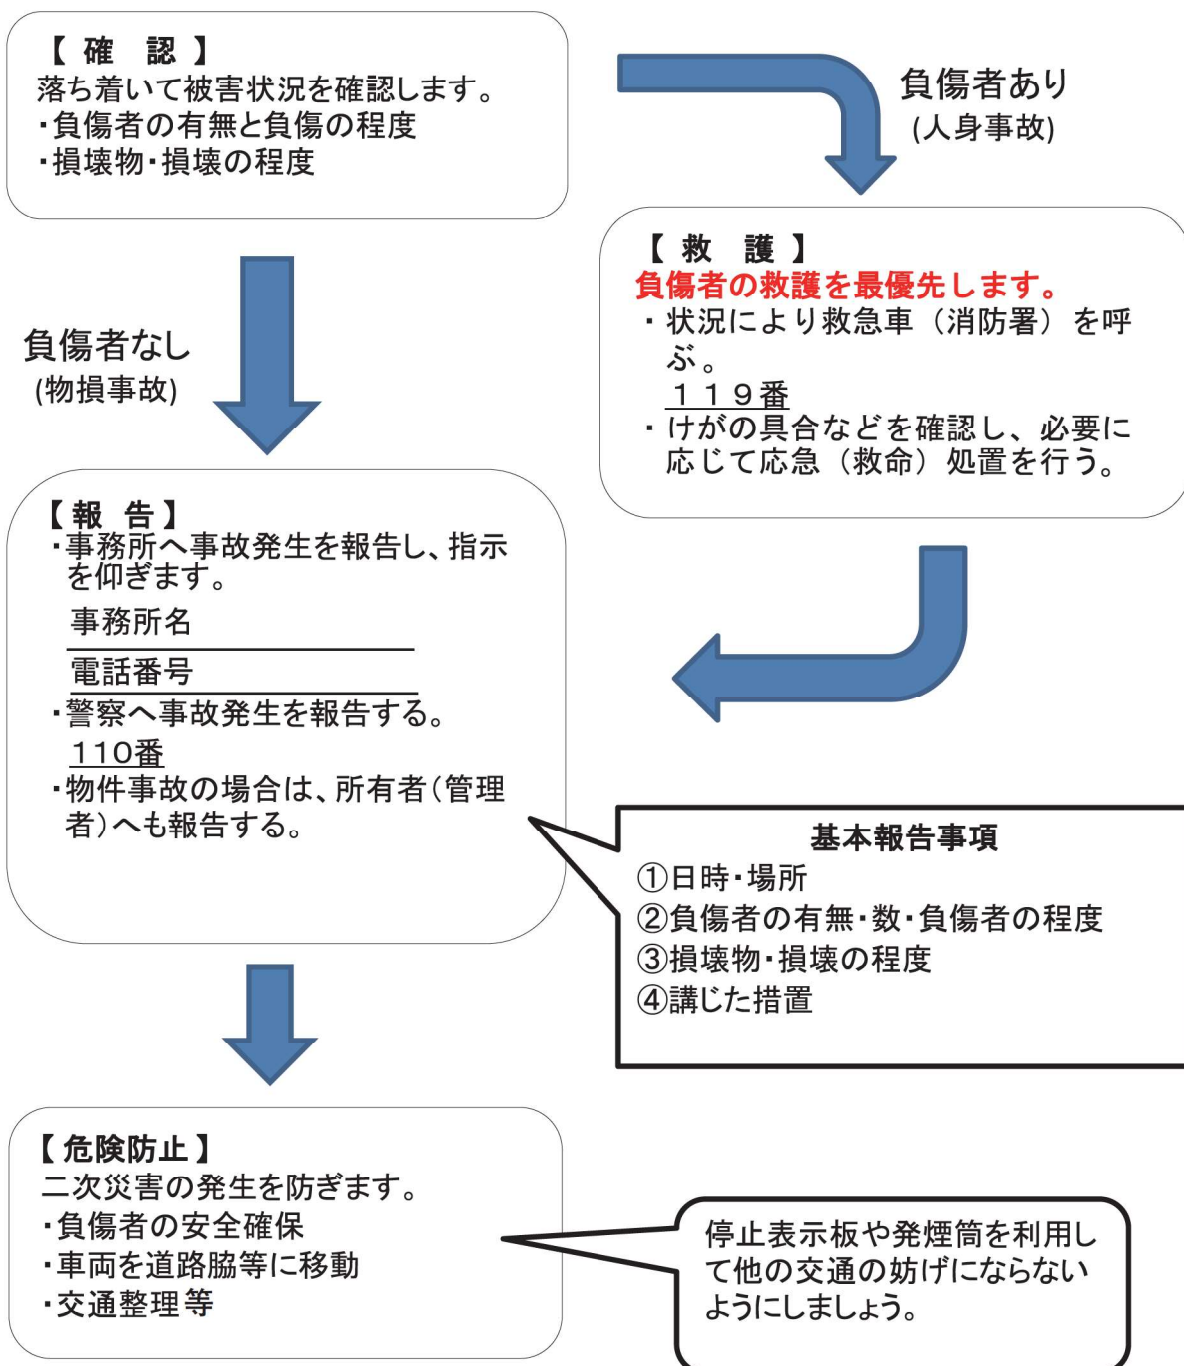 【 確　認 】
落ち着いて被害状況を確認します。
・負傷者の有無と負傷の程度
・損壊物・損壊の程度
負傷者あり
(人身事故)
【 救　護 】
負傷者の救護を最優先します。
・状況により救急車（消防署）を呼
ぶ。
１１９番
・けがの具合などを確認し、必要に
応じて応急（救命）処置を行う。
負傷者なし
(物損事故)
【 報　告 】
・事務所へ事故発生を報告し、指示
を仰ぎます。
事務所名
電話番号
・警察へ事故発生を報告する。
110番
・物件事故の場合は、所有者（管理
者）へも報告する。
基本報告事項
①日時・場所
②負傷者の有無・数・負傷者の程度
③損壊物・損壊の程度
④講じた措置
【 危険防止 】
二次災害の発生を防ぎます。
・負傷者の安全確保
・車両を道路脇等に移動
・交通整理等
停止表示板や発煙筒を利用し
て他の交通の妨げにならない
ようにしましょう。